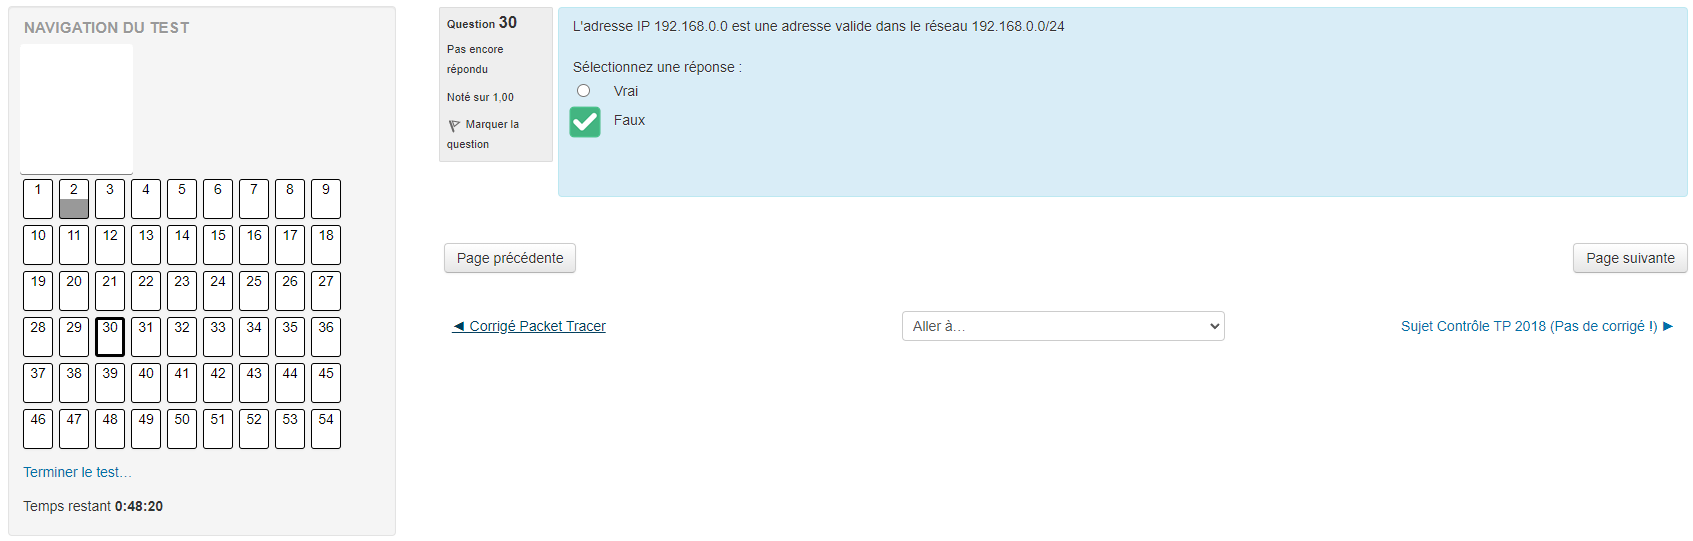 NAVIGATION DU TEST
1 2 3 4 5 6 7 8 9
10 11 12 13 14 15 16 17 18
19 20 21 22 23 24 25 26 27
28 29 30 31 32 33 34 35 36
37 38 39 40 41 42 43 44 45
46 47 48 49 50 51 52 53 54
Terminer le test…
Temps restant 0:48:20
Question 30
Pas encore
répondu
Noté sur 1,00
Marquer la
question
L'adresse IP 192.168.0.0 est une adresse valide dans le réseau 192.168.0.0/24
Sélectionnez une réponse :
Vrai
Faux
Page précédente
Page suivante
◄ Corrigé Packet Tracer
Aller à…
Sujet Contrôle TP 2018 (Pas de corrigé !) ►